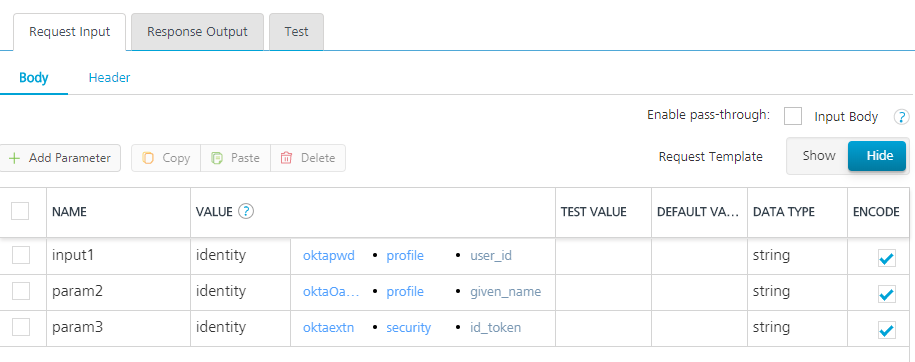 Request Input Response Output Test
Body Header
Enable pass-through: Input Body ?
+ Add Parameter Copy Paste Delete Request Template Show Hide
NAME VALUE ? TEST VALUE DEFAULT VA... DATA TYPE ENCODE
input1 identity oktapwd • profile • user_id string
param2 identity oktaOa... • profile • given_name string
param3 identity oktaextn • security • id_token string